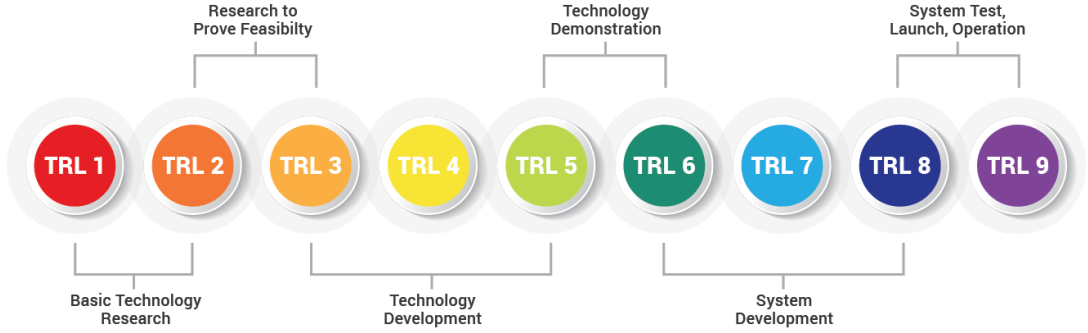 Research to
Prove Feasibilty
Technology
Demonstration
System Test,
Launch, Operation
TRL 1
TRL 2
TRL 3
TRL 4
TRL 5
TRL 6
TRL 7
TRL 8
TRL 9
Basic Technology
Research
Technology
Development
System
Development